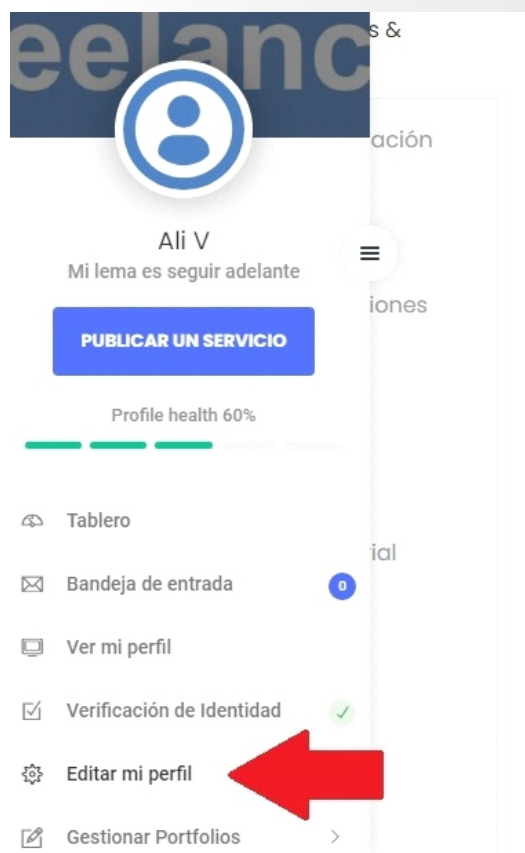 eelanc
s &
ación
Ali V
Mi lema es seguir adelante
iones
PUBLICAR UN SERVICIO
Profile health 60%
Tablero
ial
Bandeja de entrada 0
Ver mi perfil
Verificación de Identidad
Editar mi perfil
Gestionar Portfolios